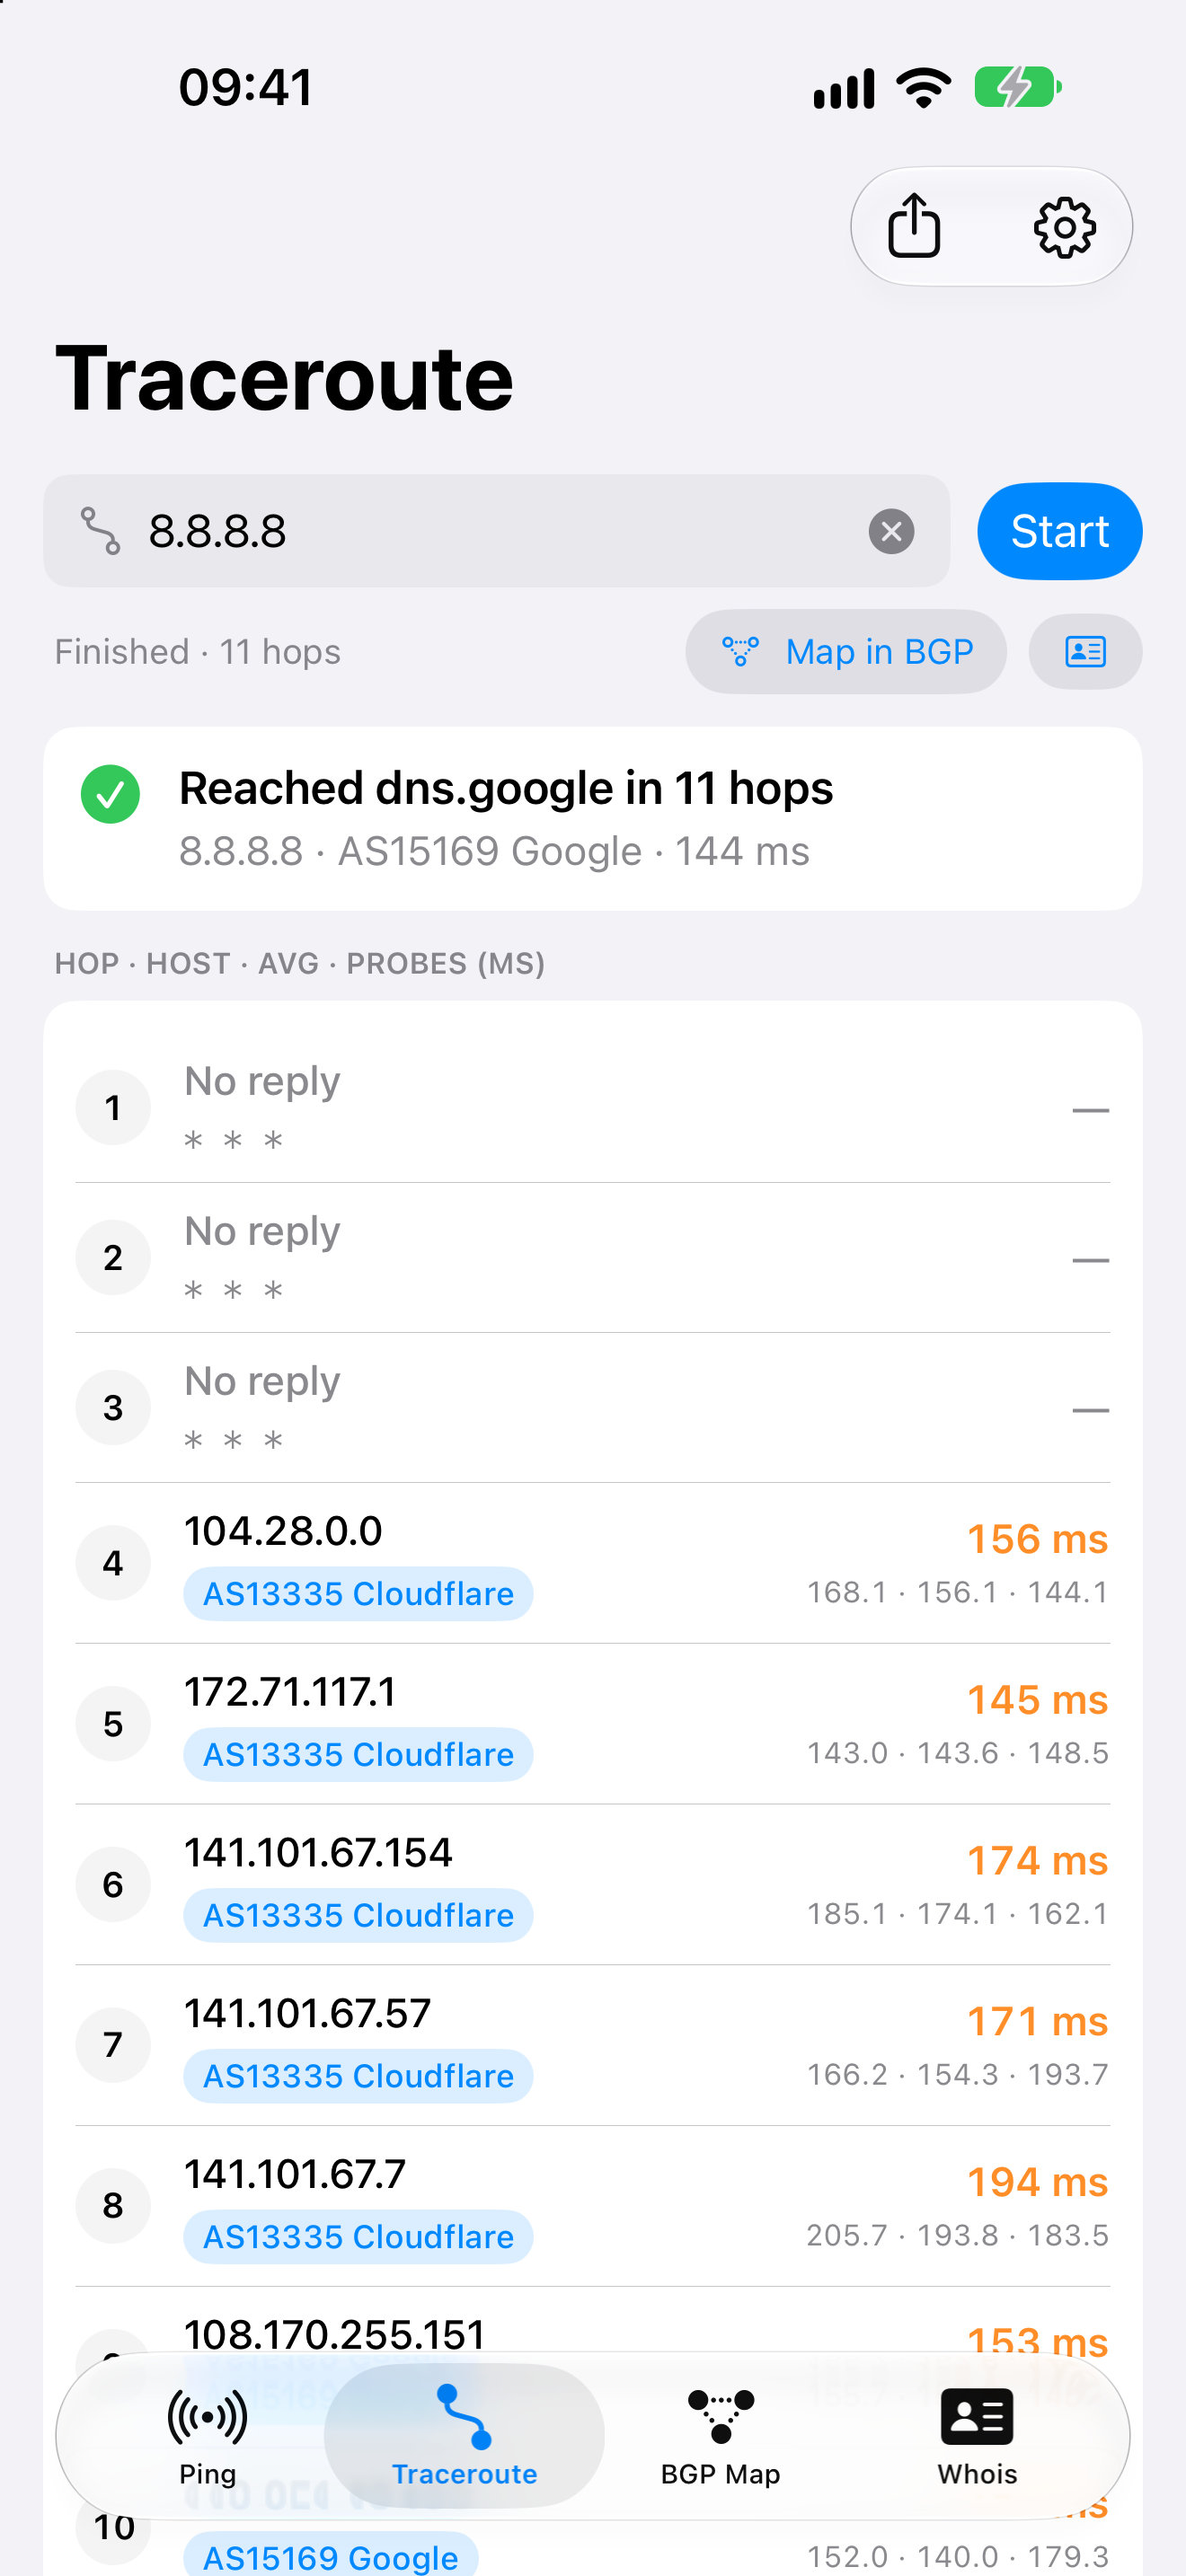 09:41
Traceroute
8.8.8.8
Start
Finished · 11 hops
Map in BGP
Reached dns.google in 11 hops
8.8.8.8 · AS15169 Google · 144 ms
HOP · HOST · AVG · PROBES (MS)
1
No reply
* * *
—
2
No reply
* * *
—
3
No reply
* * *
—
4
104.28.0.0
156 ms
AS13335 Cloudflare
168.1 · 156.1 · 144.1
5
172.71.117.1
145 ms
AS13335 Cloudflare
143.0 · 143.6 · 148.5
6
141.101.67.154
174 ms
AS13335 Cloudflare
185.1 · 174.1 · 162.1
7
141.101.67.57
171 ms
AS13335 Cloudflare
166.2 · 154.3 · 193.7
8
141.101.67.7
194 ms
AS13335 Cloudflare
205.7 · 193.8 · 183.5
108.170.255.151
153 ms
Ping
Traceroute
BGP Map
Whois
10
AS15169 Google
152.0 · 140.0 · 179.3